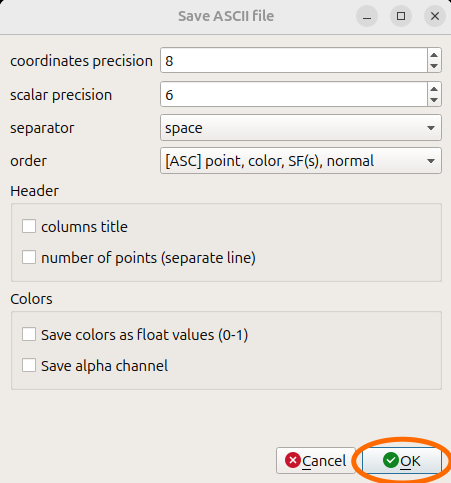 Save ASCII file
coordinates precision 8
scalar precision 6
separator space
order [ASC] point, color, SF(s), normal
Header
columns title
number of points (separate line)
Colors
Save colors as float values (0-1)
Save alpha channel
Cancel OK